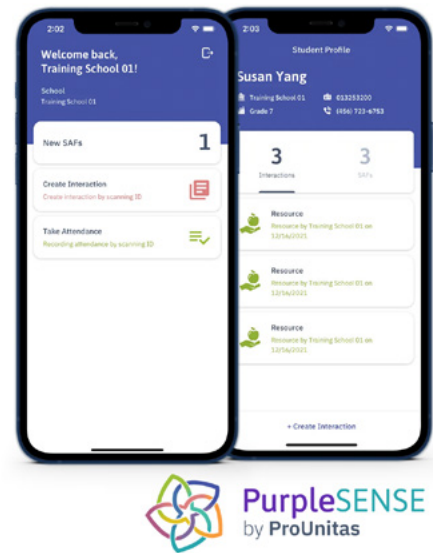 2:02
Welcome back,
Training School 01!
School
Training School 01
New SAFs
1
Create Interaction
Create interaction by scanning ID
Take Attendance
Recording attendance by scanning ID
2:03
Student Profile
Susan Yang
Training School 01
013253200
Grade 7
(456) 723-6753
3
Interactions
3
SAFs
Resource
Resource by Training School 01 on
12/14/2021
Resource
Resource by Training School 01 on
12/14/2021
Resource
Resource by Training School 01 on
12/14/2021
+ Create Interaction
PurpleSENSE
by ProUnitas